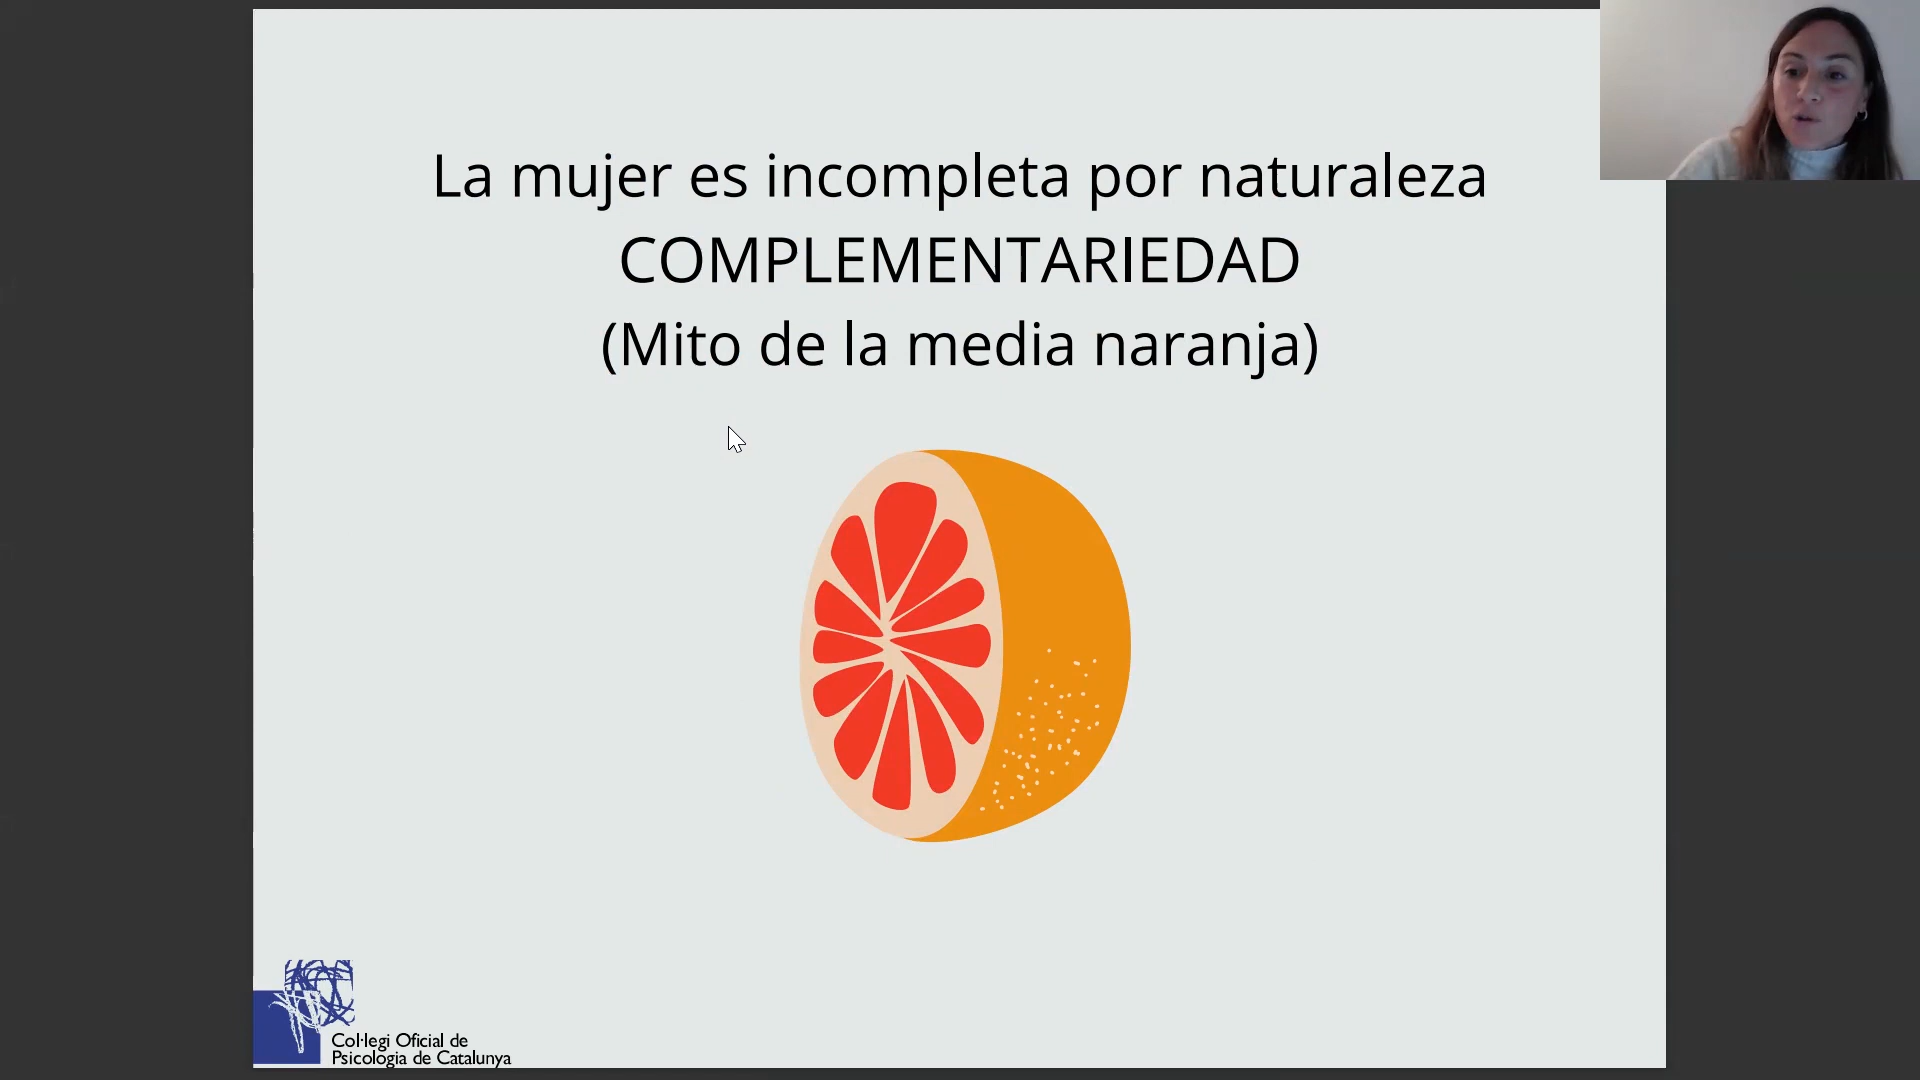 La mujer es incompleta por naturaleza
COMPLEMENTARIEDAD
(Mito de la media naranja)
Col·legi Oficial de
Psicologia de Catalunya